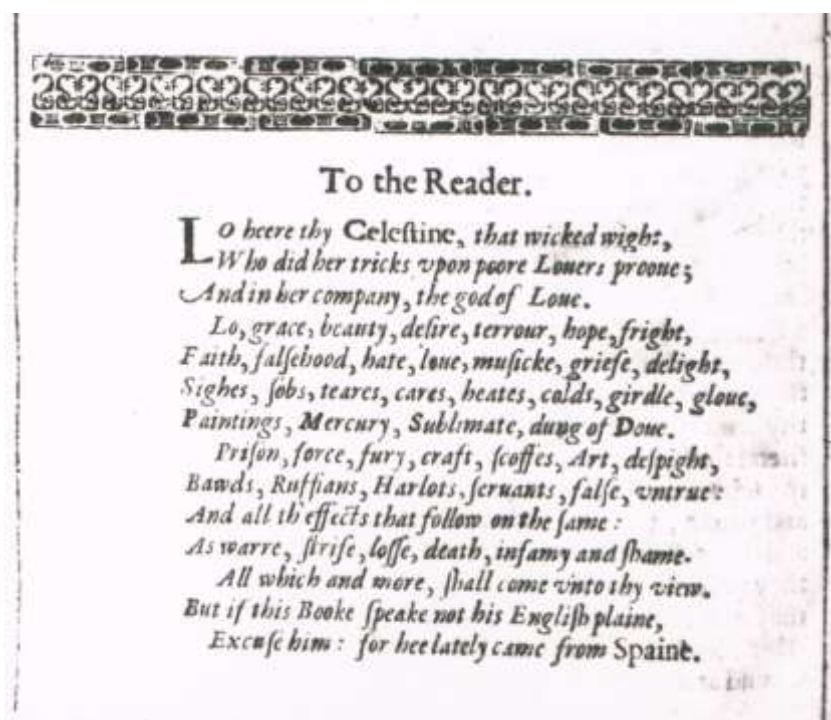 To the Reader.
LO heere thy Celeſtine, that wicked wight,
Who did her tricks vpon poore Louers prooue;
And in her company, the god of Loue.
Lo, grace, beauty, deſire, terrour, hope, fright,
Faith, falſehood, hate, loue, muſicke, griefe, delight,
Sighes, ſobs, teares, cares, heates, colds, girdle, gloue,
Paintings, Mercury, Sublimate, dung of Doue.
Priſon, force, fury, craft, ſcoffes, Art, deſpight,
Bawds, Ruffians, Harlots, ſeruants, falſe, vntrue:
And all th'effects that follow on the ſame:
As warre, ſtrife, loſſe, death, infamy and ſhame.
All which and more, ſhall come vnto thy view.
But if this Booke ſpeake not his Engliſh plaine,
Excuſe him: for hee lately came from Spaine.